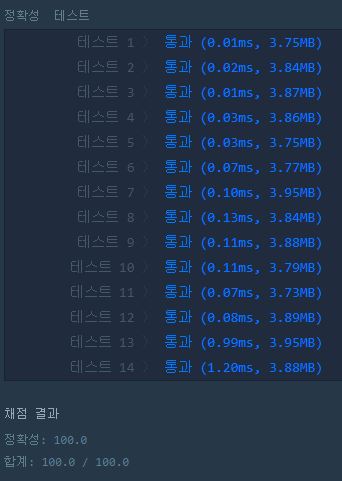 정확성 테스트
테스트 1 〉 통과 (0.01ms, 3.75MB)
테스트 2 〉 통과 (0.02ms, 3.84MB)
테스트 3 〉 통과 (0.01ms, 3.87MB)
테스트 4 〉 통과 (0.03ms, 3.86MB)
테스트 5 〉 통과 (0.03ms, 3.75MB)
테스트 6 〉 통과 (0.07ms, 3.77MB)
테스트 7 〉 통과 (0.10ms, 3.95MB)
테스트 8 〉 통과 (0.13ms, 3.84MB)
테스트 9 〉 통과 (0.11ms, 3.88MB)
테스트 10 〉 통과 (0.11ms, 3.79MB)
테스트 11 〉 통과 (0.07ms, 3.73MB)
테스트 12 〉 통과 (0.08ms, 3.89MB)
테스트 13 〉 통과 (0.99ms, 3.95MB)
테스트 14 〉 통과 (1.20ms, 3.88MB)
채점 결과
정확성: 100.0
합계: 100.0 / 100.0